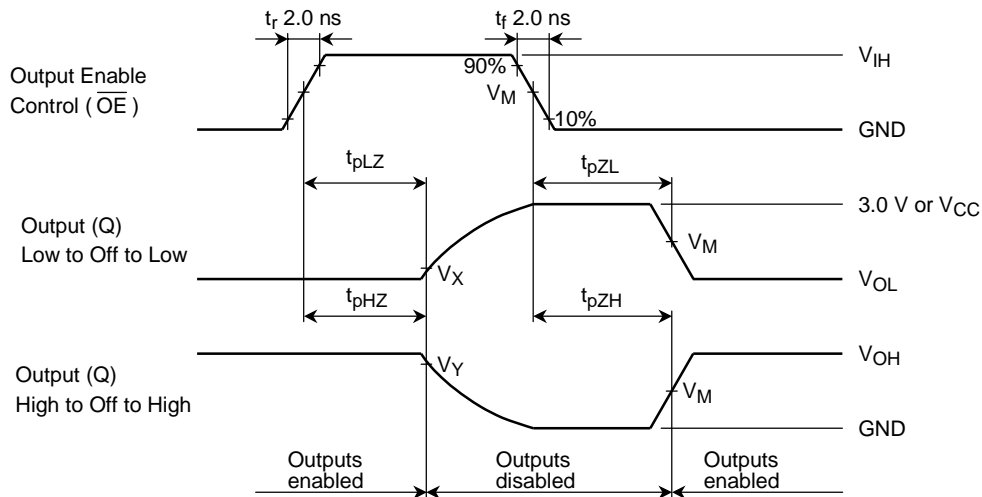 tr 2.0 ns
tf 2.0 ns
Output Enable
Control ( OE )
90%
VM
10%
VIH
GND
tpLZ
tpZL
Output (Q)
Low to Off to Low
VX
VM
3.0 V or VCC
VOL
tpHZ
tpZH
Output (Q)
High to Off to High
VY
VM
VOH
GND
Outputs
enabled
Outputs
disabled
Outputs
enabled